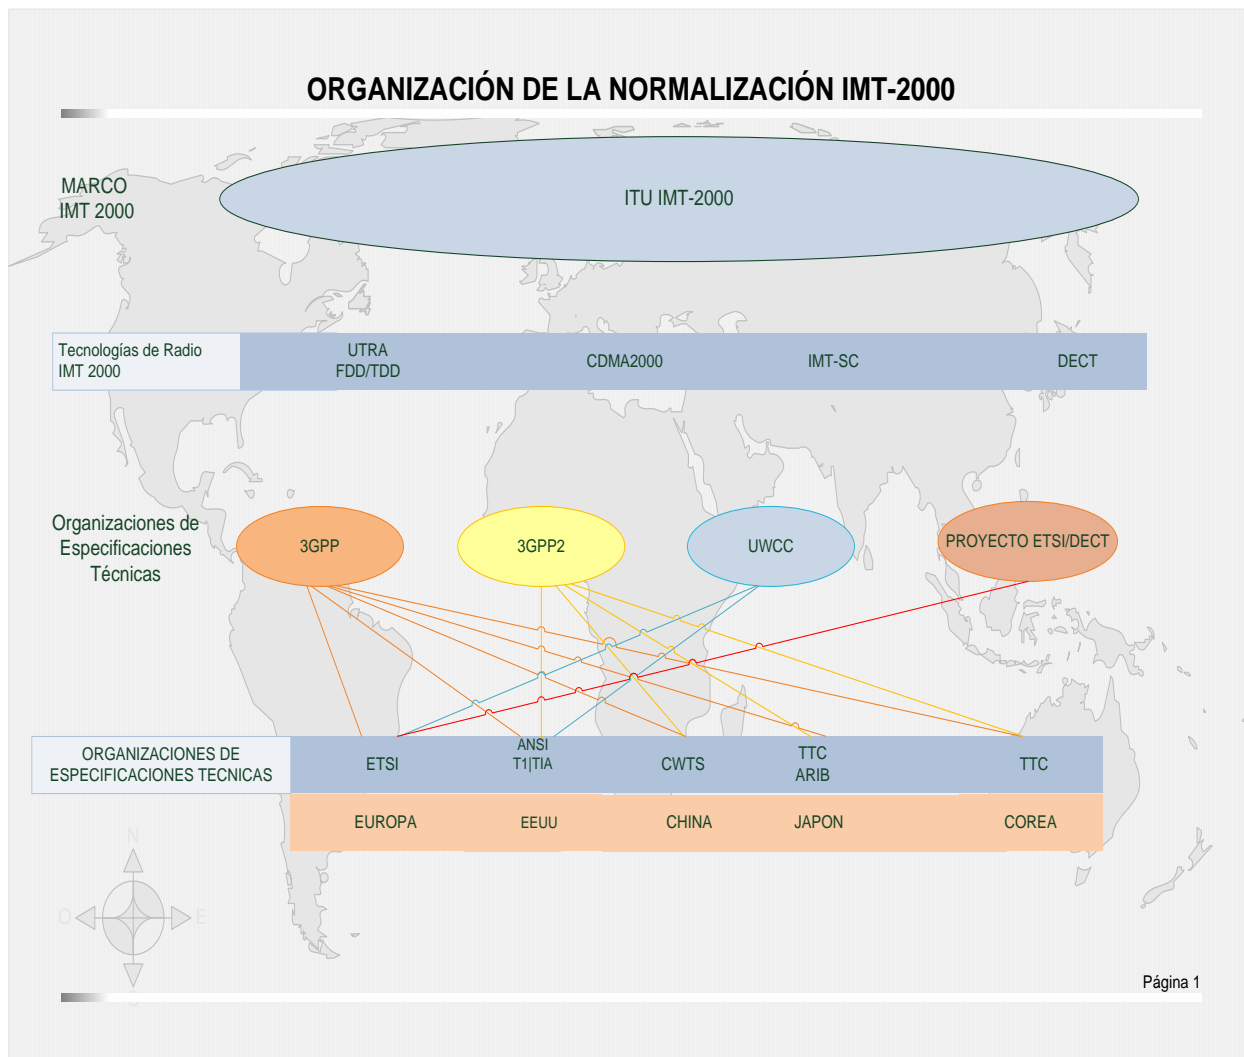 ORGANIZACIÓN DE LA NORMALIZACIÓN IMT-2000
MARCO
IMT 2000
ITU IMT-2000
Tecnologías de Radio
IMT 2000
UTRA
FDD/TDD
CDMA2000
IMT-SC
DECT
Organizaciones de
Especificaciones
Técnicas
3GPP
3GPP2
UWCC
PROYECTO ETSI/DECT
ORGANIZACIONES DE
ESPECIFICACIONES TECNICAS
ETSI
ANSI
T1|TIA
CWTS
TTC
ARIB
TTC
EUROPA
EEUU
CHINA
JAPON
COREA
N
O
E
S
Página 1